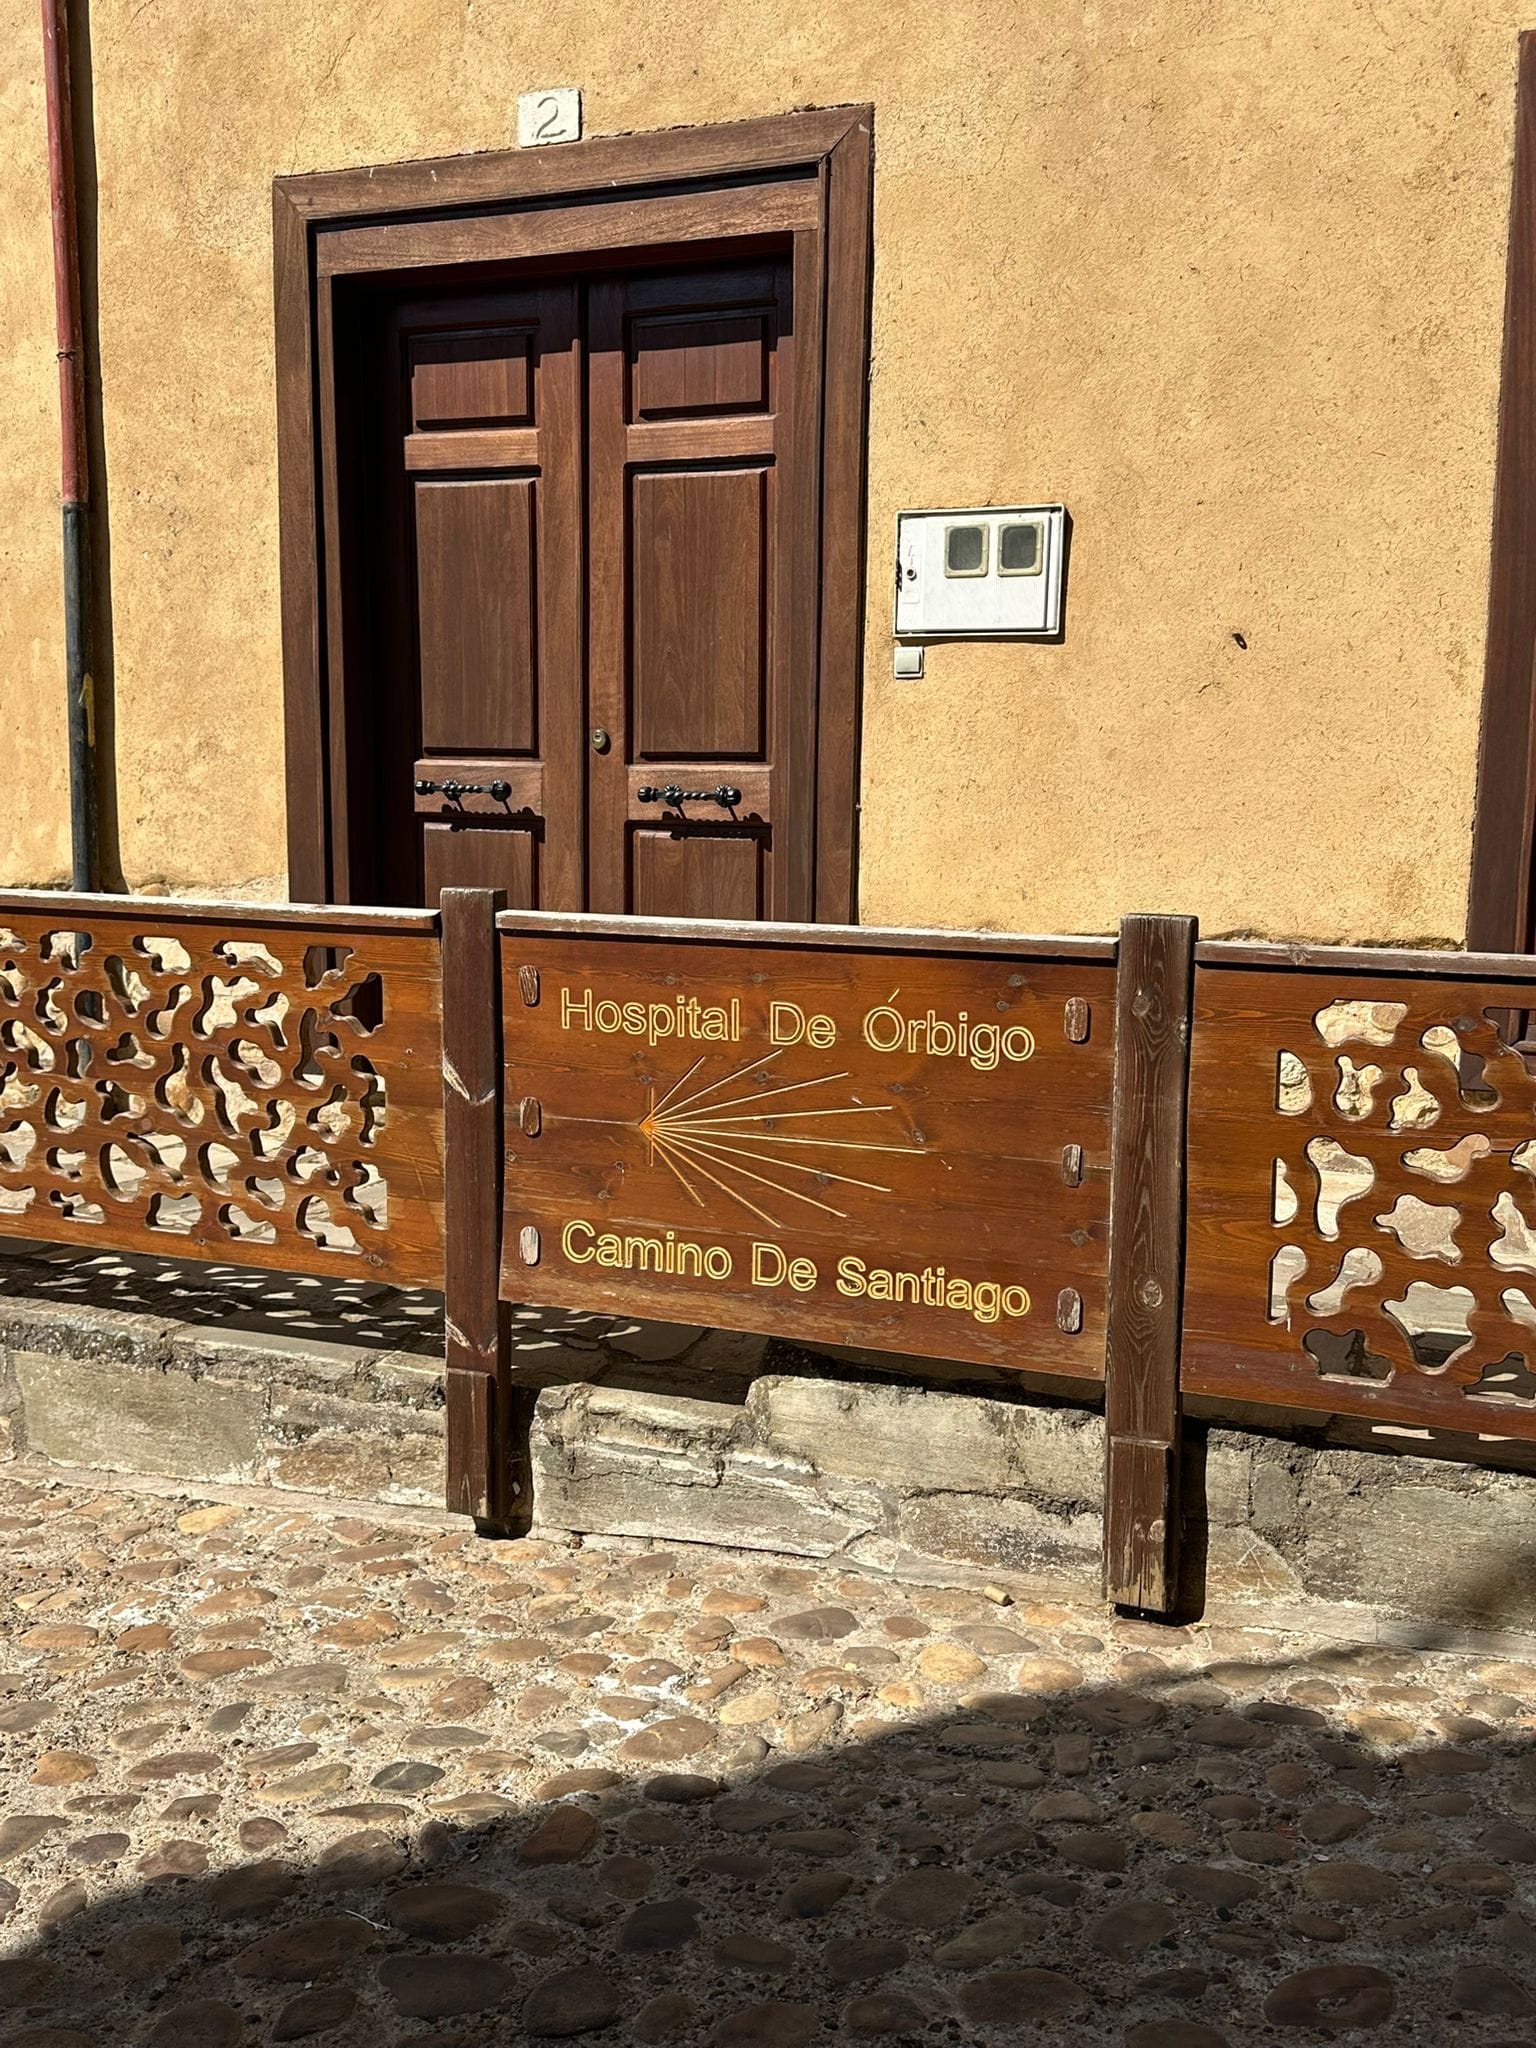 2
Hospital De Órbigo
Camino De Santiago